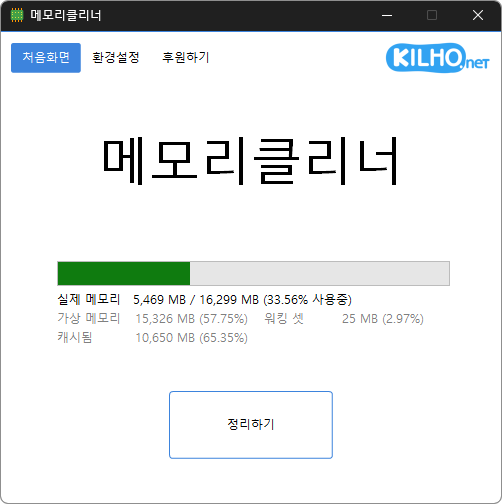 메모리클리너
처음화면 환경설정 후원하기 KILHO.net
메모리클리너
실제 메모리 5,469 MB / 16,299 MB (33.56% 사용중)
가상 메모리 15,326 MB (57.75%) 워킹 셋 25 MB (2.97%)
캐시됨 10,650 MB (65.35%)
정리하기